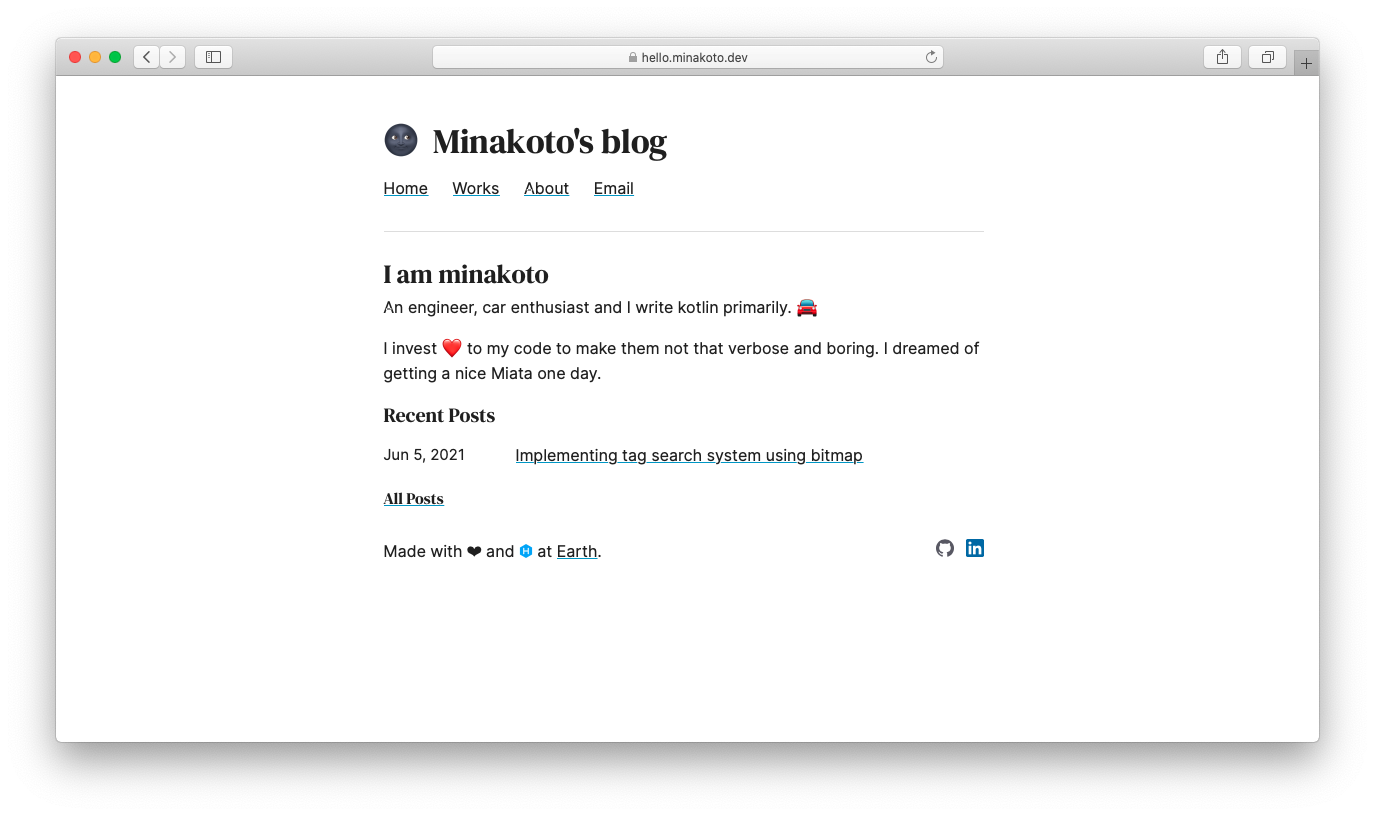 hello.minakoto.dev
🌚 Minakoto's blog
Home Works About Email
I am minakoto
An engineer, car enthusiast and I write kotlin primarily. 🚘
I invest ❤️ to my code to make them not that verbose and boring. I dreamed of
getting a nice Miata one day.
Recent Posts
Jun 5, 2021 Implementing tag search system using bitmap
All Posts
Made with ❤ and H at Earth.
in